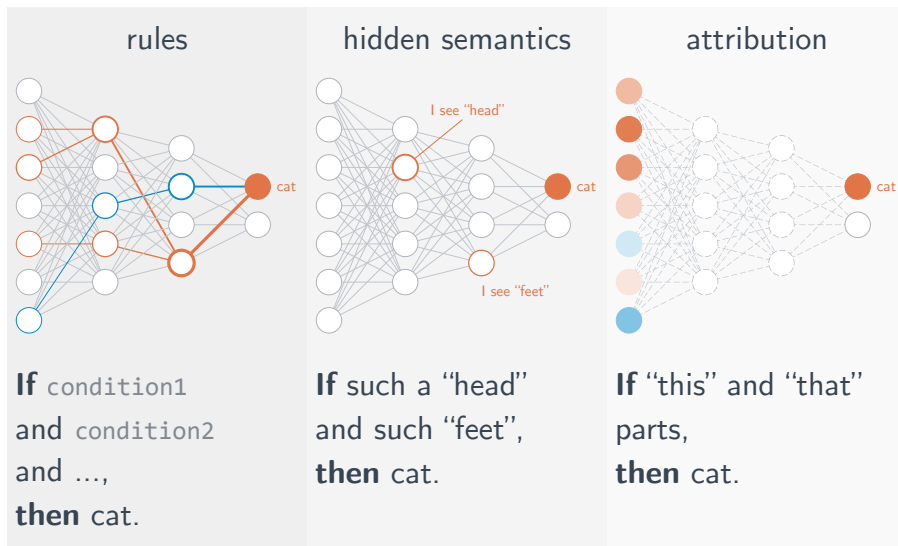 rules
cat
If condition1
and condition2
and ...,
then cat.
hidden semantics
I see “head”
cat
I see “feet”
If such a “head”
and such “feet”,
then cat.
attribution
cat
If “this” and “that”
parts,
then cat.